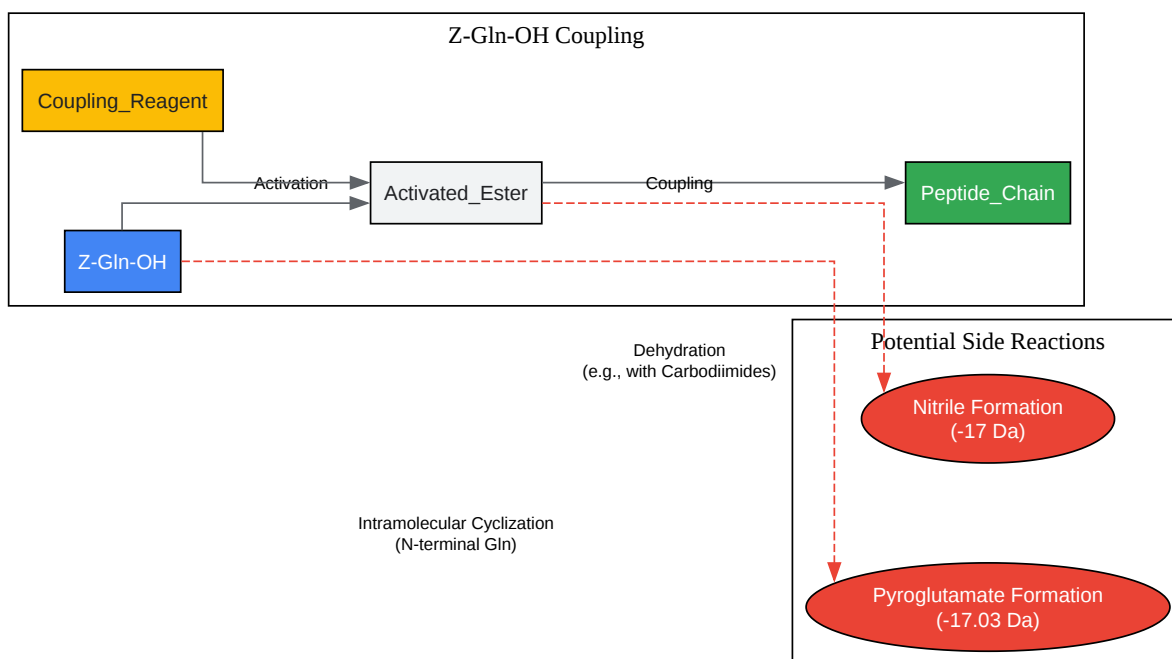 Z-Gln-OH Coupling
Coupling_Reagent
Activation
Activated_Ester
Coupling
Peptide_Chain
Z-Gln-OH
Potential Side Reactions
Dehydration
(e.g., with Carbodiimides)
Nitrile Formation
(-17 Da)
Intramolecular Cyclization
(N-terminal Gln)
Pyroglutamate Formation
(-17.03 Da)